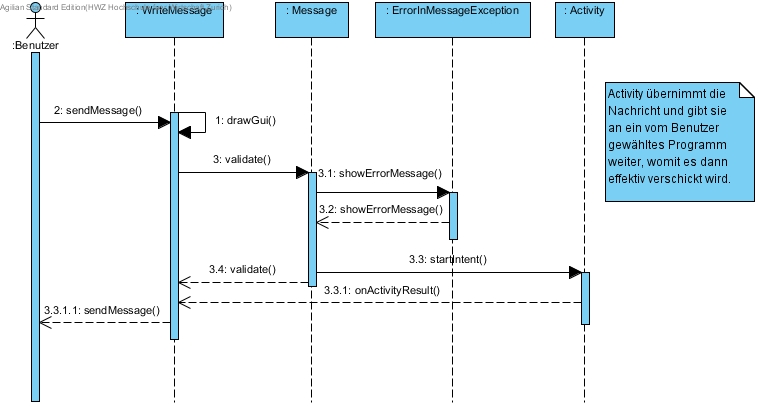 Agilian Standard Edition(HWZ Hochschule
: WriteMessage
: Message
: ErrorInMessageException
: Activity
:Benutzer
2: sendMessage()
1: drawGui()
3: validate()
3.1: showErrorMessage()
3.2: showErrorMessage()
3.3: startIntent()
3.4: validate()
3.3.1: onActivityResult()
3.3.1.1: sendMessage()
Activity übernimmt die
Nachricht und gibt sie
an ein vom Benutzer
gewähltes Programm
weiter, womit es dann
effektiv verschickt wird.